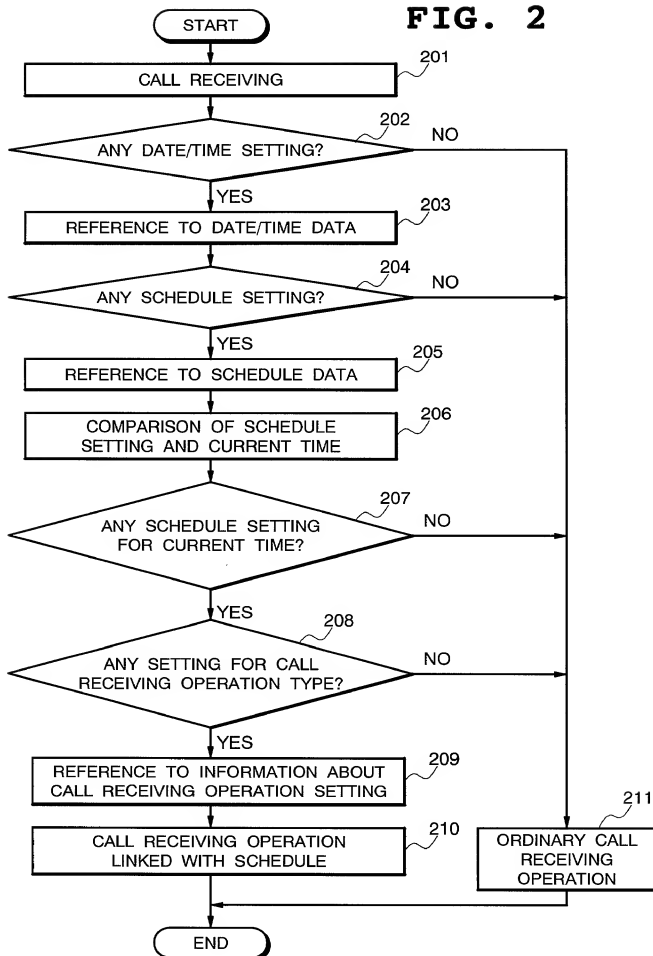 FIG. 2
START
CALL RECEIVING
201
ANY DATE/TIME SETTING?
202
NO
YES
REFERENCE TO DATE/TIME DATA
203
ANY SCHEDULE SETTING?
204
NO
YES
REFERENCE TO SCHEDULE DATA
205
COMPARISON OF SCHEDULE
SETTING AND CURRENT TIME
206
ANY SCHEDULE SETTING
FOR CURRENT TIME?
207
NO
YES
ANY SETTING FOR CALL
RECEIVING OPERATION TYPE?
208
NO
YES
REFERENCE TO INFORMATION ABOUT
CALL RECEIVING OPERATION SETTING
209
CALL RECEIVING OPERATION
LINKED WITH SCHEDULE
210
ORDINARY CALL
RECEIVING
OPERATION
211
END